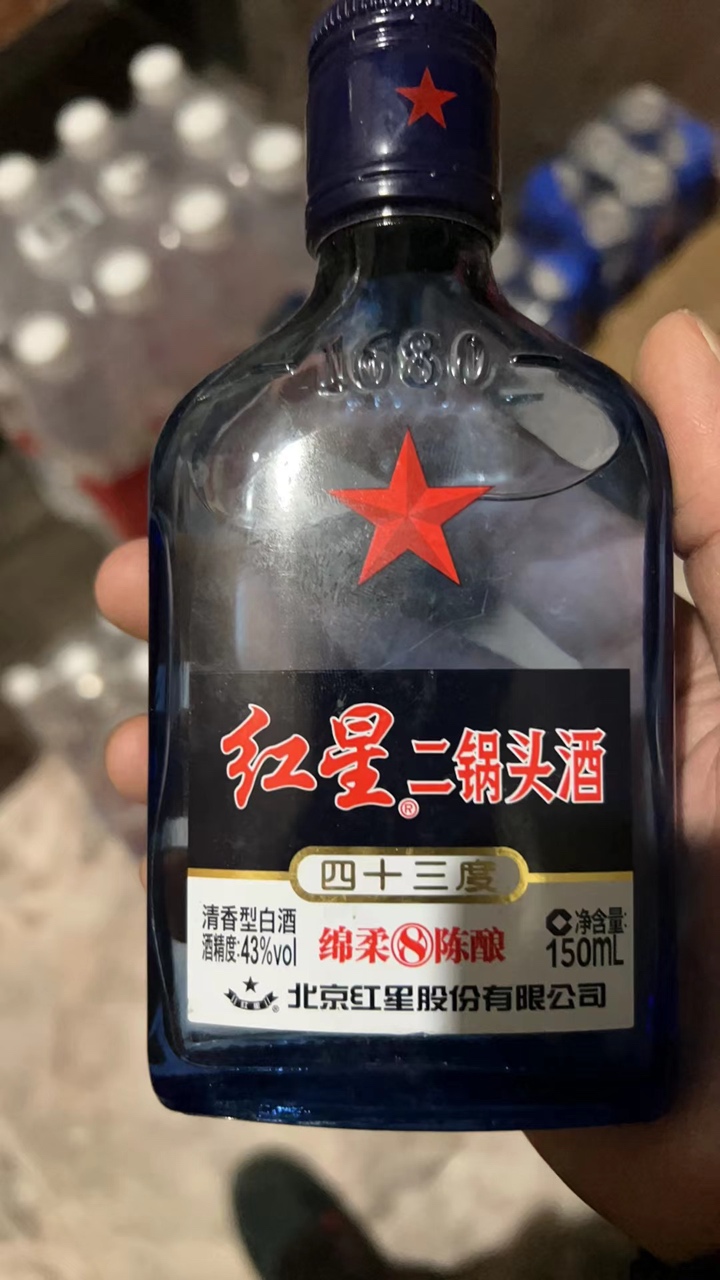 1680
红星®二锅头酒
四十三度
清香型白酒
酒精度:43%vol
绵柔8陈酿
净含量:
150mL
北京红星股份有限公司